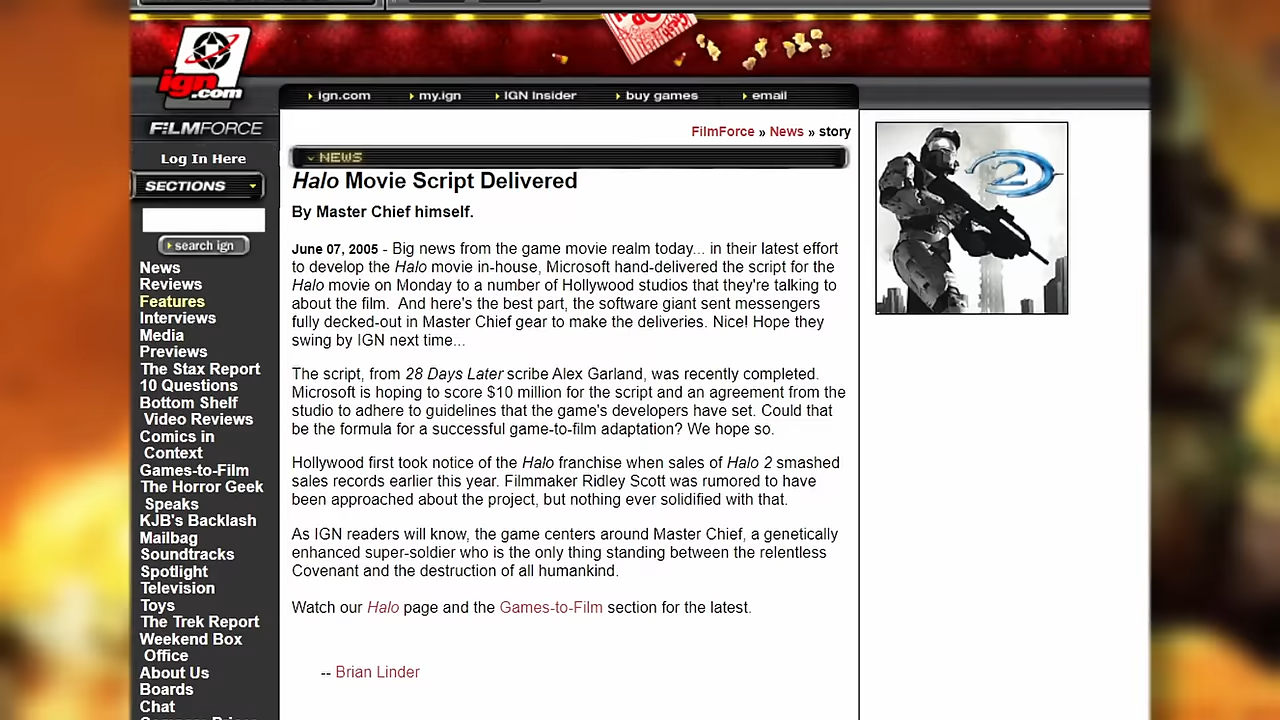 POP
ign
.com
ign.com
my.ign
IGN Insider
buy games
email
FILMFORCE
FilmForce » News » story
Log In Here
NEWS
SECTIONS
Halo Movie Script Delivered
By Master Chief himself.
search ign
June 07, 2005 - Big news from the game movie realm today... in their latest effort
to develop the Halo movie in-house, Microsoft hand-delivered the script for the
Halo movie on Monday to a number of Hollywood studios that they're talking to
about the film.  And here's the best part, the software giant sent messengers
fully decked-out in Master Chief gear to make the deliveries. Nice! Hope they
swing by IGN next time...
The script, from 28 Days Later scribe Alex Garland, was recently completed.
Microsoft is hoping to score $10 million for the script and an agreement from the
studio to adhere to guidelines that the game's developers have set. Could that
be the formula for a successful game-to-film adaptation? We hope so.
Hollywood first took notice of the Halo franchise when sales of Halo 2 smashed
sales records earlier this year. Filmmaker Ridley Scott was rumored to have
been approached about the project, but nothing ever solidified with that.
As IGN readers will know, the game centers around Master Chief, a genetically
enhanced super-soldier who is the only thing standing between the relentless
Covenant and the destruction of all humankind.
Watch our Halo page and the Games-to-Film section for the latest.
-- Brian Linder
News
Reviews
Features
Interviews
Media
Previews
The Stax Report
10 Questions
Bottom Shelf
Video Reviews
Comics in
Context
Games-to-Film
The Horror Geek
Speaks
KJB's Backlash
Mailbag
Soundtracks
Spotlight
Television
Toys
The Trek Report
Weekend Box
Office
About Us
Boards
Chat
2